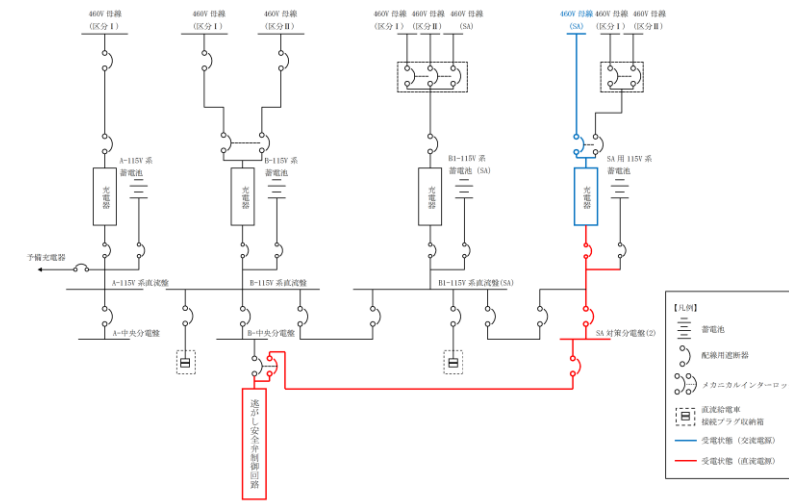 460V 母線
(区分Ⅰ)
460V 母線
(区分Ⅰ)
460V 母線
(区分Ⅱ)
460V 母線
(区分Ⅰ)
460V 母線
(区分Ⅱ)
460V 母線
(SA)
460V 母線
(SA)
460V 母線
(区分Ⅰ)
460V 母線
(区分Ⅱ)
A-115V 系
蓄電池
B-115V 系
蓄電池
B1-115V 系
蓄電池 (SA)
SA 用 115V 系
蓄電池
充電器
充電器
充電器
充電器
予備充電器
A-115V 系直流盤
B-115V 系直流盤
B1-115V 系直流盤(SA)
A-中央分電盤
B-中央分電盤
SA 対策分電盤(2)
逃がし安全弁制御回路
【凡例】
蓄電池
配線用遮断器
メカニカルインターロッ
直流給電車
接続プラグ収納箱
受電状態 (交流電源)
受電状態 (直流電源)